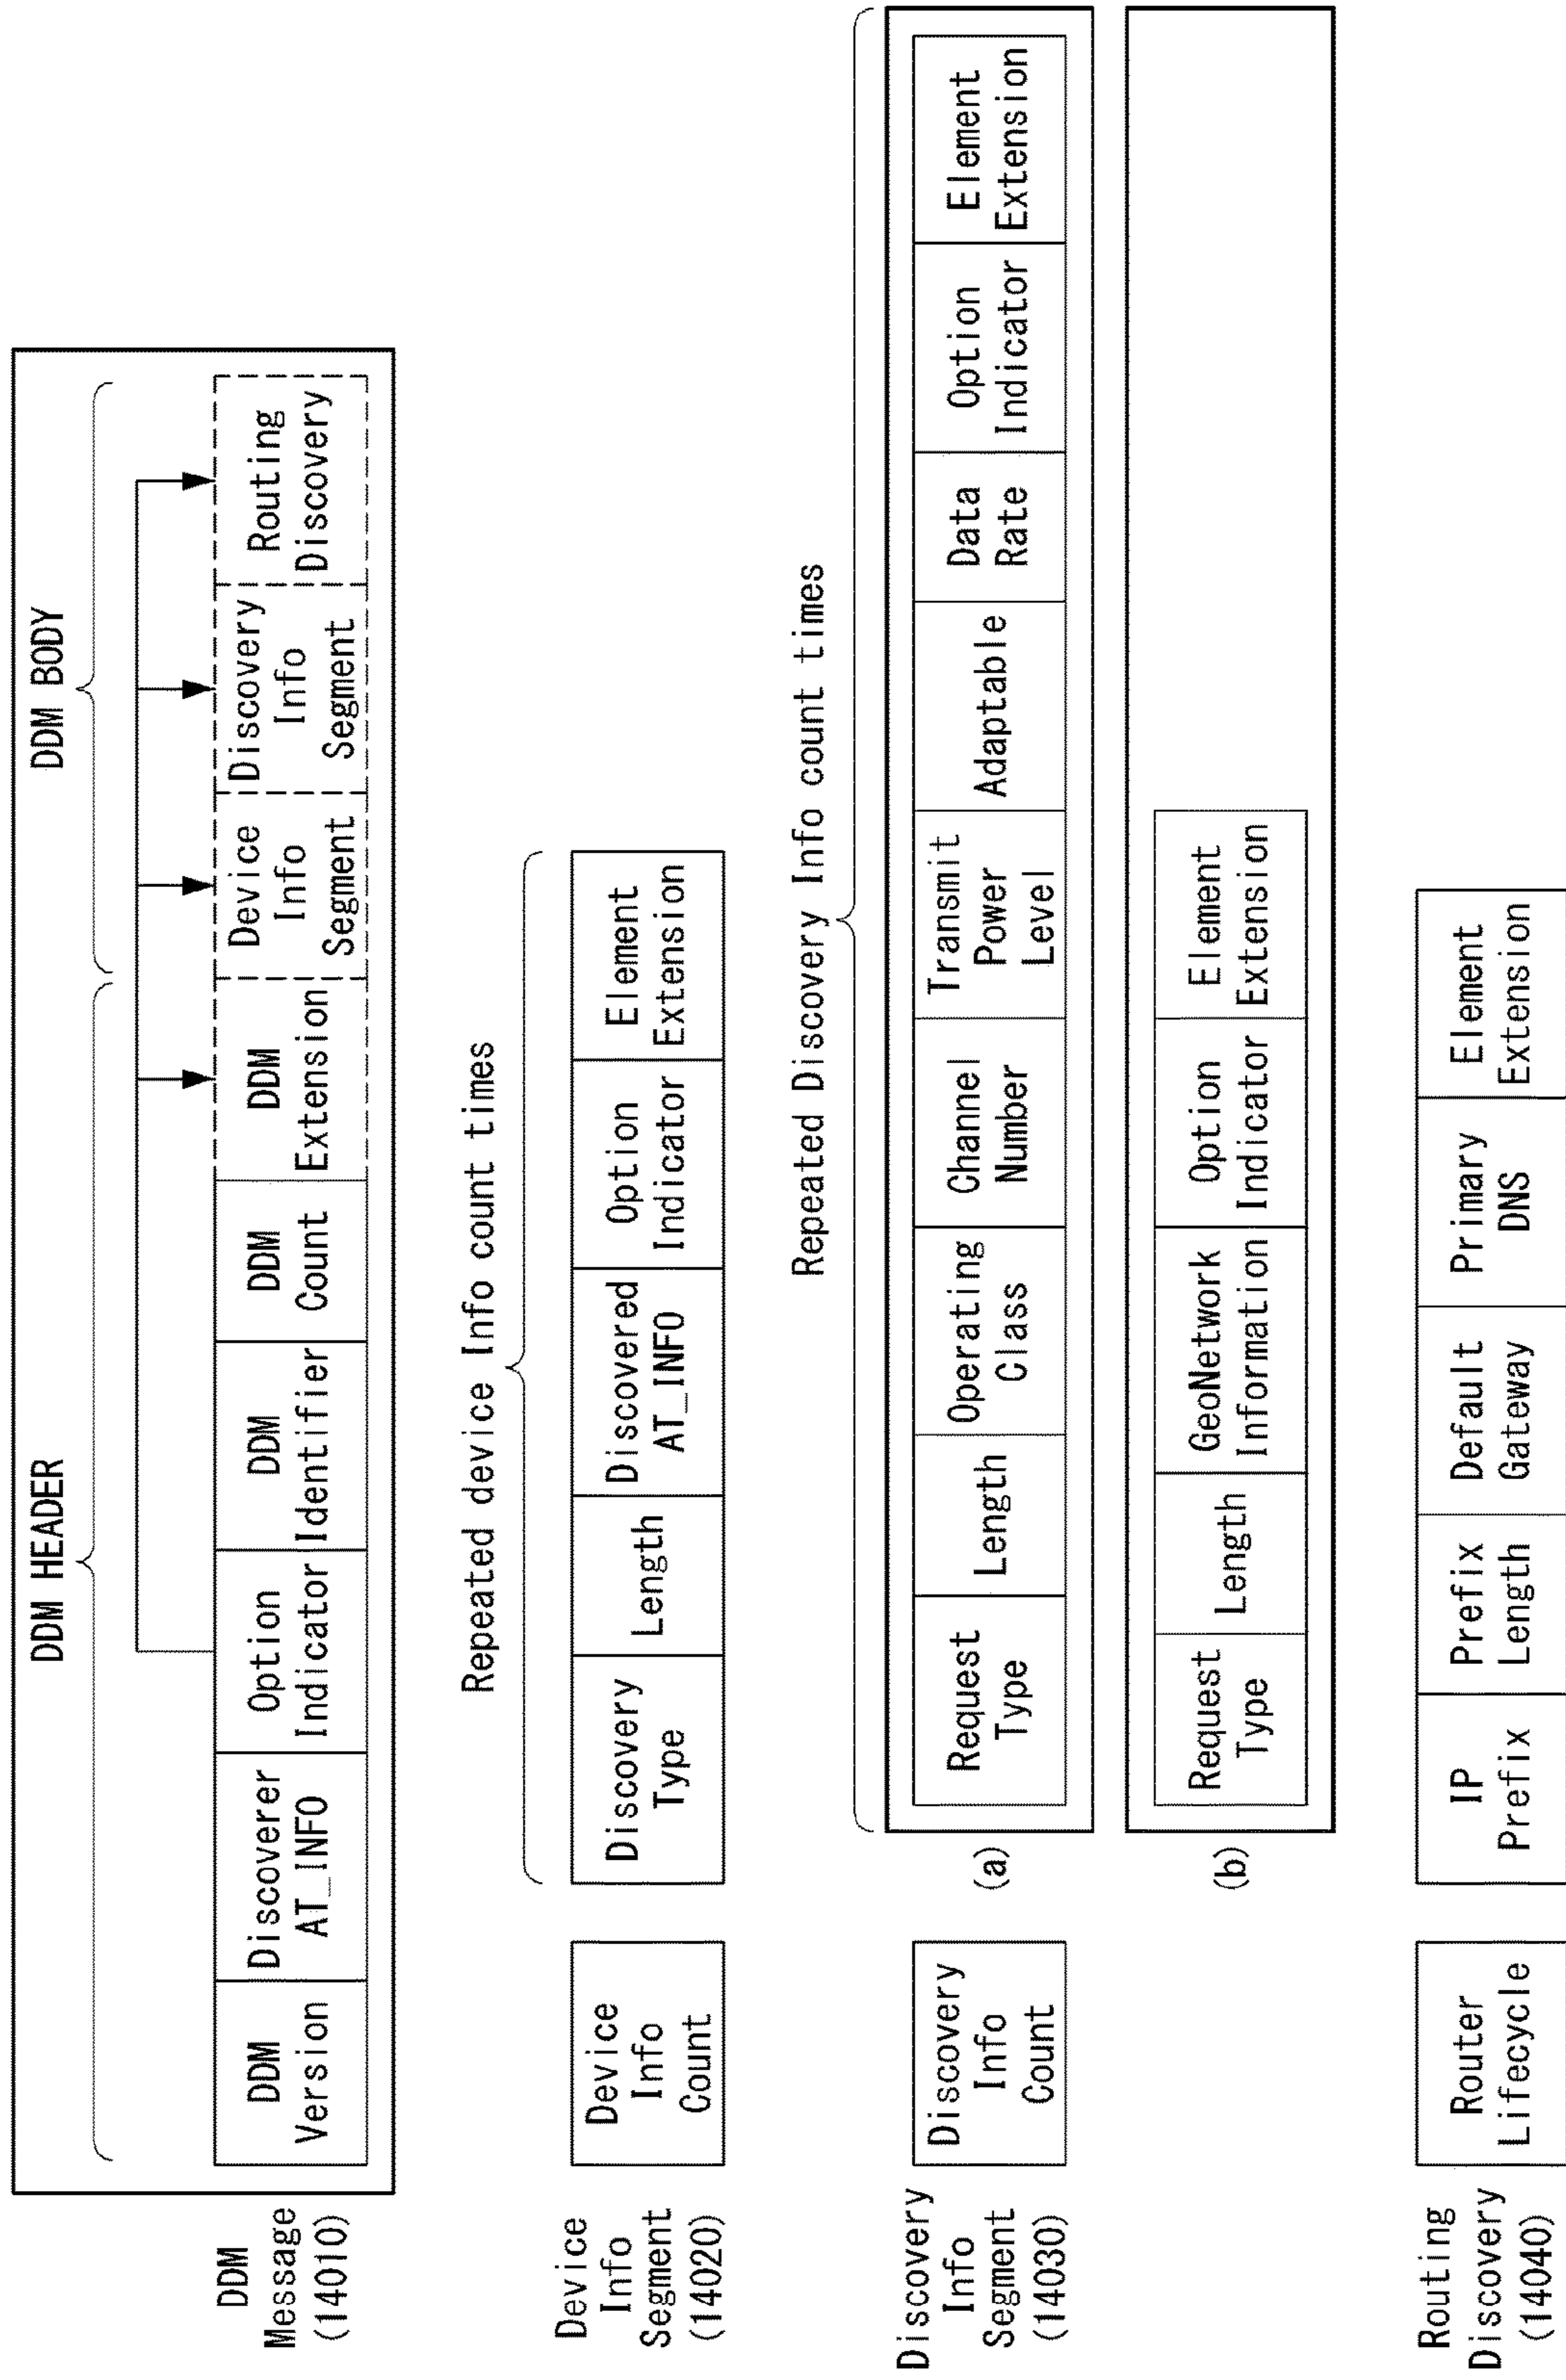 DDM HEADER
DDM BODY
DDM
Message
(14010)
DDM
Version
Discoverer
AT_INFO
Option
Indicator
DDM
Identifier
DDM
Count
DDM
Extension
Device
Info
Segment
Discovery
Info
Segment
Routing
Discovery
Repeated device Info count times
Device
Info
Segment
(14020)
Device
Info
Count
Discovery
Type
Length
Discovered
AT_INFO
Option
Indicator
Element
Extension
Repeated Discovery Info count times
Discovery
Info
Segment
(14030)
Discovery
Info
Count
(a)
Request
Type
Length
Operating
Class
Channel
Number
Transmit
Power
Level
Adaptable
Data
Rate
Option
Indicator
Element
Extension
(b)
Request
Type
Length
GeoNetwork
Information
Option
Indicator
Element
Extension
Routing
Discovery
(14040)
Router
Lifecycle
IP
Prefix
Prefix
Length
Default
Gateway
Primary
DNS
Element
Extension